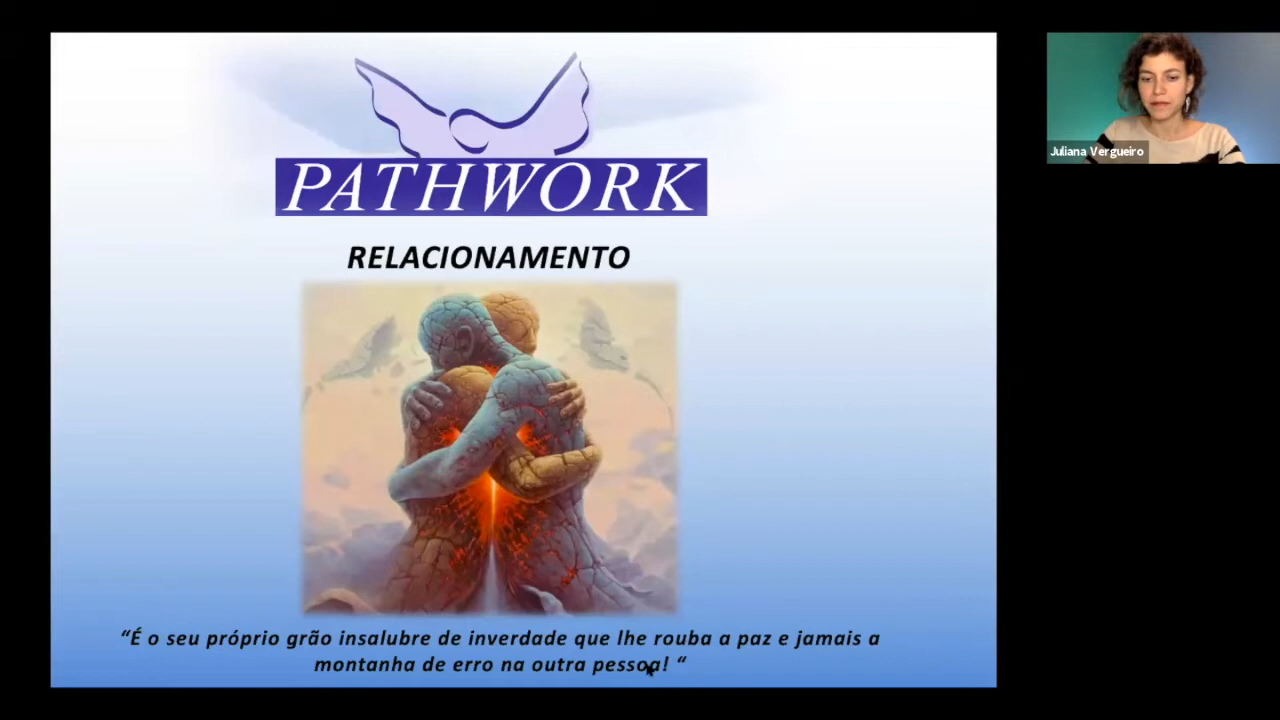 PATHWORK
RELACIONAMENTO
“É o seu próprio grão insalubre de inverdade que lhe rouba a paz e jamais a
montanha de erro na outra pessoa! “
Juliana Vergueiro